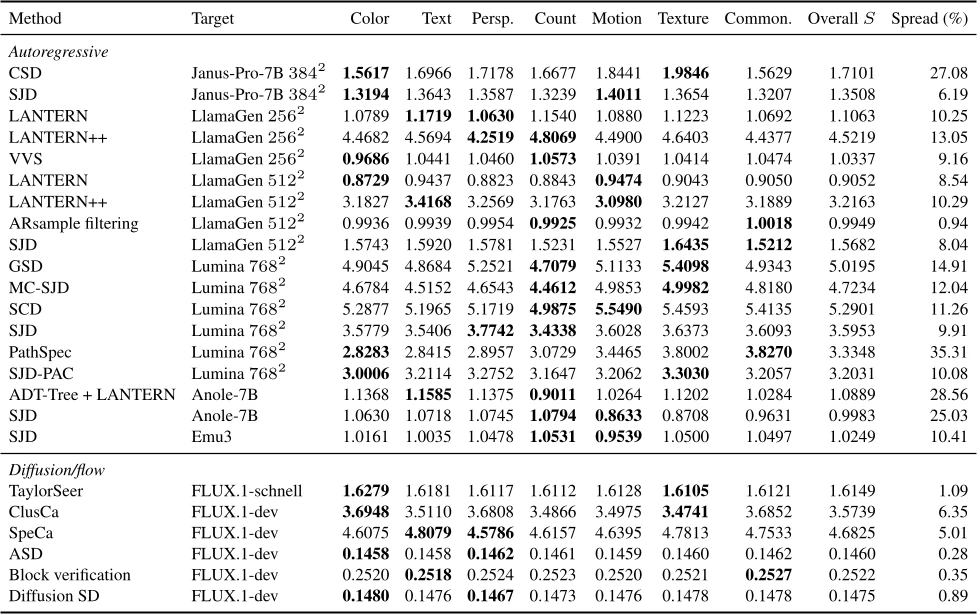 Method Target Color Text Persp. Count Motion Texture Common. Overall S Spread (%)
Autoregressive
CSD Janus-Pro-7B 384² 1.5617 1.6966 1.7178 1.6677 1.8441 1.9846 1.5629 1.7101 27.08
SJD Janus-Pro-7B 384² 1.3194 1.3643 1.3587 1.3239 1.4011 1.3654 1.3207 1.3508 6.19
LANTERN LlamaGen 256² 1.0789 1.1719 1.0630 1.1540 1.0880 1.1223 1.0692 1.1063 10.25
LANTERN++ LlamaGen 256² 4.4682 4.5694 4.2519 4.8069 4.4900 4.6403 4.4377 4.5219 13.05
VVS LlamaGen 256² 0.9686 1.0441 1.0460 1.0573 1.0391 1.0414 1.0474 1.0337 9.16
LANTERN LlamaGen 512² 0.8729 0.9437 0.8823 0.8843 0.9474 0.9043 0.9050 0.9052 8.54
LANTERN++ LlamaGen 512² 3.1827 3.4168 3.2569 3.1763 3.0980 3.2127 3.1889 3.2163 10.29
ARsample filtering LlamaGen 512² 0.9936 0.9939 0.9954 0.9925 0.9932 0.9942 1.0018 0.9949 0.94
SJD LlamaGen 512² 1.5743 1.5920 1.5781 1.5231 1.5527 1.6435 1.5212 1.5682 8.04
GSD Lumina 768² 4.9045 4.8684 5.2521 4.7079 5.1133 5.4098 4.9343 5.0195 14.91
MC-SJD Lumina 768² 4.6784 4.5152 4.6543 4.4612 4.9853 4.9982 4.8180 4.7234 12.04
SCD Lumina 768² 5.2877 5.1965 5.1719 4.9875 5.5490 5.4593 5.4135 5.2901 11.26
SJD Lumina 768² 3.5779 3.5406 3.7742 3.4338 3.6028 3.6373 3.6093 3.5953 9.91
PathSpec Lumina 768² 2.8283 2.8415 2.8957 3.0729 3.4465 3.8002 3.8270 3.3348 35.31
SJD-PAC Lumina 768² 3.0006 3.2114 3.2752 3.1647 3.2062 3.3030 3.2057 3.2031 10.08
ADT-Tree + LANTERN Anole-7B 1.1368 1.1585 1.1375 0.9011 1.0264 1.1202 1.0284 1.0889 28.56
SJD Anole-7B 1.0630 1.0718 1.0745 1.0794 0.8633 0.8708 0.9631 0.9983 25.03
SJD Emu3 1.0161 1.0035 1.0478 1.0531 0.9539 1.0500 1.0497 1.0249 10.41
Diffusion/flow
TaylorSeer FLUX.1-schnell 1.6279 1.6181 1.6117 1.6112 1.6128 1.6105 1.6121 1.6149 1.09
ClusCa FLUX.1-dev 3.6948 3.5110 3.6808 3.4866 3.4975 3.4741 3.6852 3.5739 6.35
SpeCa FLUX.1-dev 4.6075 4.8079 4.5786 4.6157 4.6395 4.7813 4.7533 4.6825 5.01
ASD FLUX.1-dev 0.1458 0.1458 0.1462 0.1461 0.1459 0.1460 0.1462 0.1460 0.28
Block verification FLUX.1-dev 0.2520 0.2518 0.2524 0.2520 0.2520 0.2521 0.2527 0.2522 0.35
Diffusion SD FLUX.1-dev 0.1480 0.1476 0.1467 0.1473 0.1476 0.1478 0.1478 0.1475 0.89